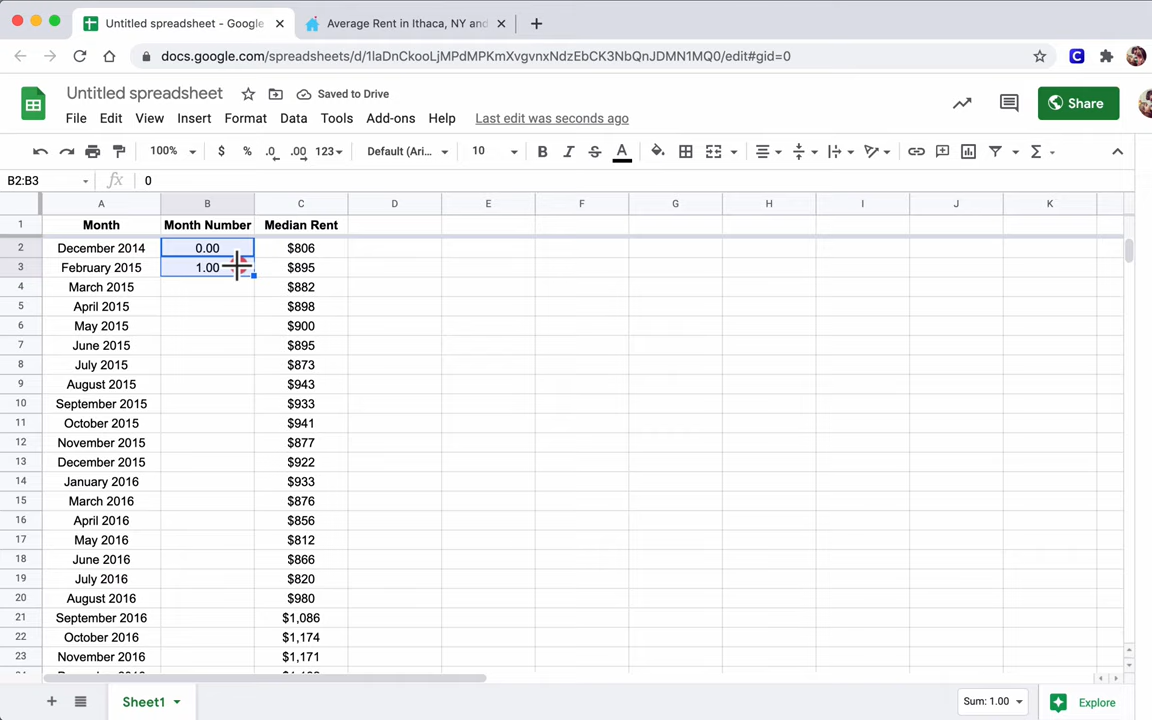 Untitled spreadsheet - Google
Average Rent in Ithaca, NY and
docs.google.com/spreadsheets/d/1laDnCkooLjMPdMPKmXvgvnxNdzEbCK3NbQnJDMN1MQ0/edit#gid=0
Untitled spreadsheet
Saved to Drive
Share
File Edit View Insert Format Data Tools Add-ons Help Last edit was seconds ago
100% $ % .0 .00 123 Default (Ari... 10 B I S A
B2:B3 fx 0
A B C D E F G H I J K
1 Month Month Number Median Rent
2 December 2014 0.00 $806
3 February 2015 1.00 $895
4 March 2015 $882
5 April 2015 $898
6 May 2015 $900
7 June 2015 $895
8 July 2015 $873
9 August 2015 $943
10 September 2015 $933
11 October 2015 $941
12 November 2015 $877
13 December 2015 $922
14 January 2016 $933
15 March 2016 $876
16 April 2016 $856
17 May 2016 $812
18 June 2016 $866
19 July 2016 $820
20 August 2016 $980
21 September 2016 $1,086
22 October 2016 $1,174
23 November 2016 $1,171
Sheet1
Sum: 1.00
Explore